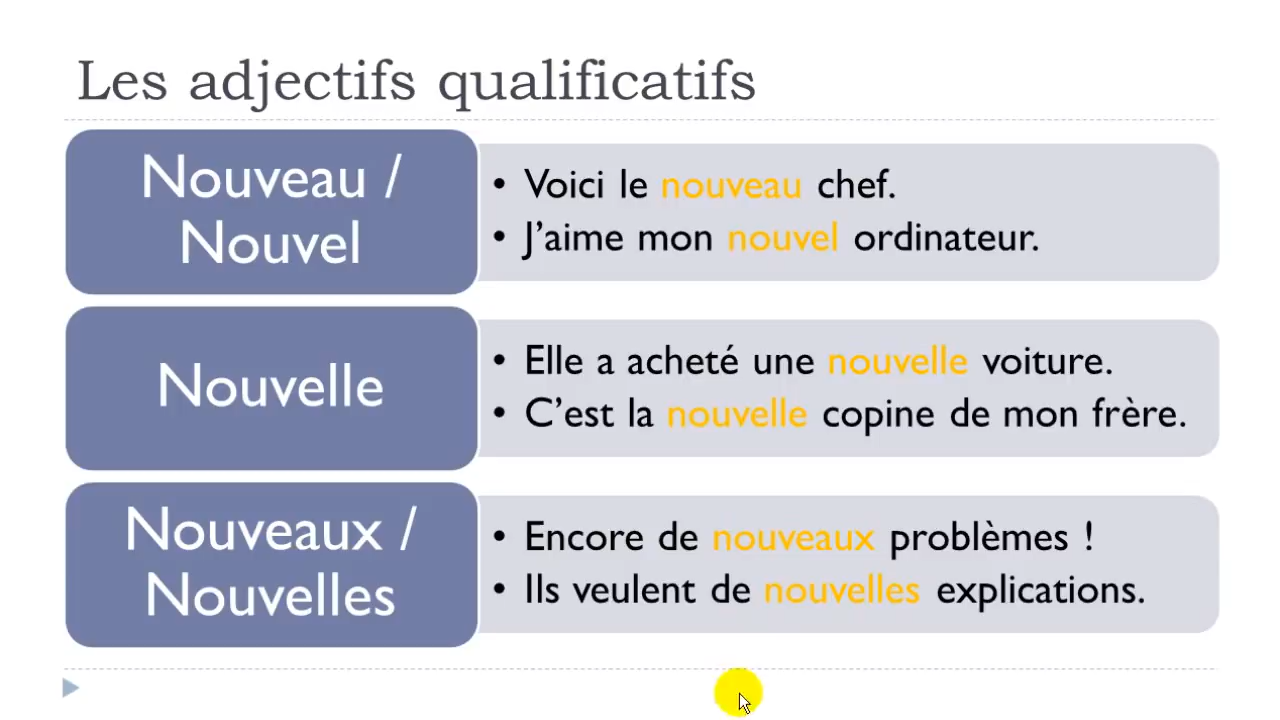 Les adjectifs qualificatifs
Nouveau /
Nouvel
• Voici le nouveau chef.
• J’aime mon nouvel ordinateur.
Nouvelle
• Elle a acheté une nouvelle voiture.
• C’est la nouvelle copine de mon frère.
Nouveaux /
Nouvelles
• Encore de nouveaux problèmes !
• Ils veulent de nouvelles explications.